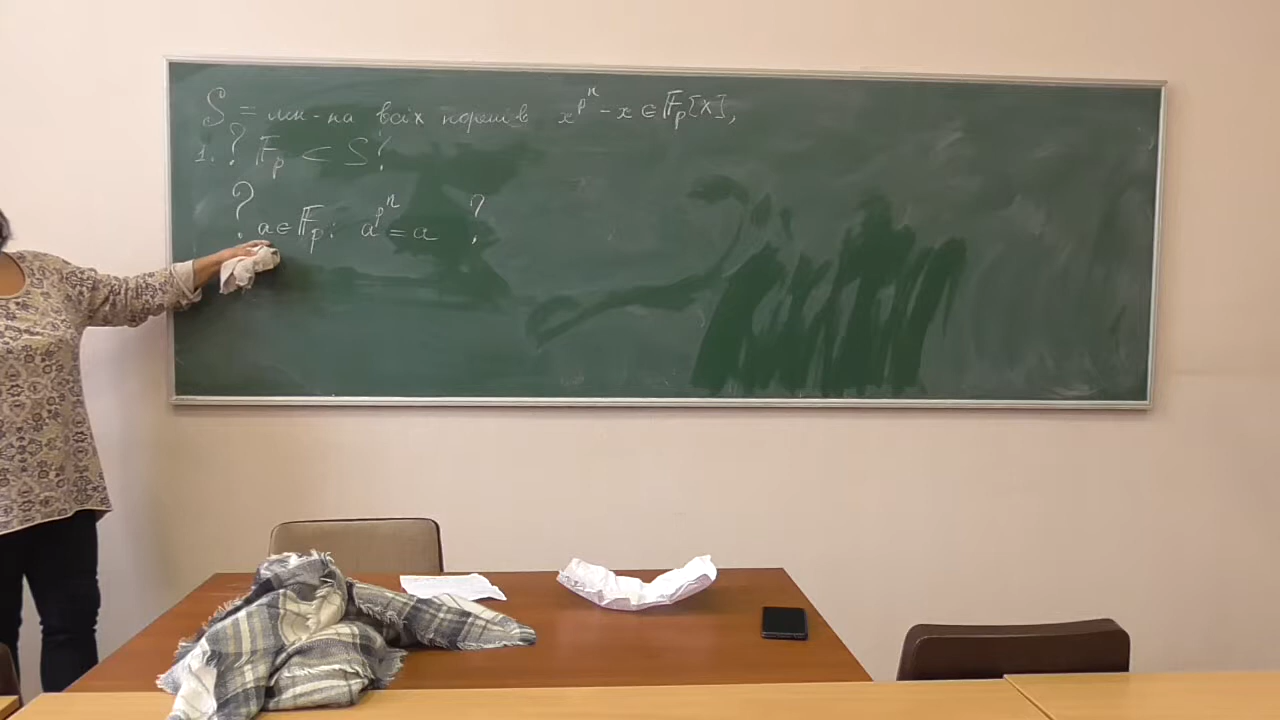 S = мн-на всіх коренів x^{p^n} - x ∈ 𝔽_p[x],
1. ? 𝔽_p ⊂ S ?
? a ∈ 𝔽_p : a^{p^n} = a ?